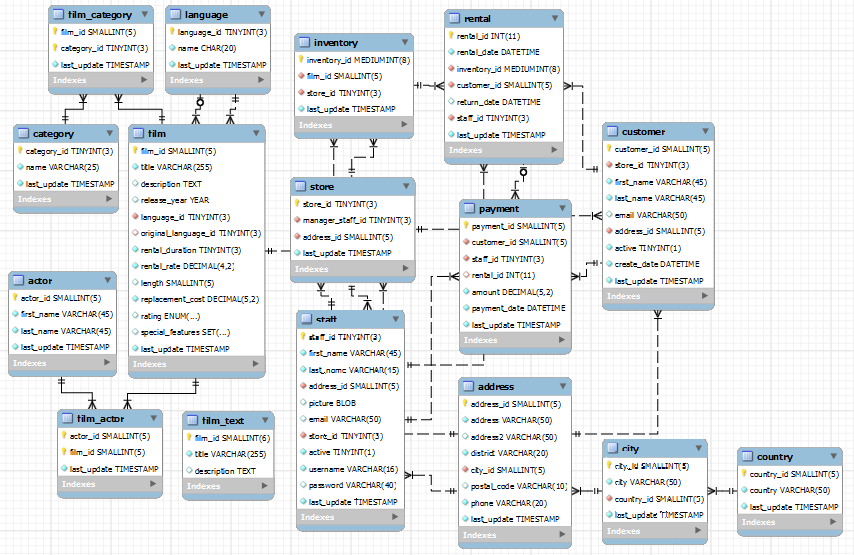 film_category
film_id SMALLINT(5)
category_id TINYINT(3)
last_update TIMESTAMP
Indexes
language
language_id TINYINT(3)
name CHAR(20)
last_update TIMESTAMP
Indexes
inventory
inventory_id MEDIUMINT(8)
film_id SMALLINT(5)
store_id TINYINT(3)
last_update TIMESTAMP
Indexes
rental
rental_id INT(11)
rental_date DATETIME
inventory_id MEDIUMINT(8)
customer_id SMALLINT(5)
return_date DATETIME
staff_id TINYINT(3)
last_update TIMESTAMP
Indexes
category
category_id TINYINT(3)
name VARCHAR(25)
last_update TIMESTAMP
Indexes
film
film_id SMALLINT(5)
title VARCHAR(255)
description TEXT
release_year YEAR
language_id TINYINT(3)
original_language_id TINYINT(3)
rental_duration TINYINT(3)
rental_rate DECIMAL(4,2)
length SMALLINT(5)
replacement_cost DECIMAL(5,2)
rating ENUM(...)
special_features SET(...)
last_update TIMESTAMP
Indexes
store
store_id TINYINT(3)
manager_staff_id TINYINT(3)
address_id SMALLINT(5)
last_update TIMESTAMP
Indexes
payment
payment_id SMALLINT(5)
customer_id SMALLINT(5)
staff_id TINYINT(3)
rental_id INT(11)
amount DECIMAL(5,2)
payment_date DATETIME
last_update TIMESTAMP
Indexes
customer
customer_id SMALLINT(5)
store_id TINYINT(3)
first_name VARCHAR(45)
last_name VARCHAR(45)
email VARCHAR(50)
address_id SMALLINT(5)
active TINYINT(1)
create_date DATETIME
last_update TIMESTAMP
Indexes
actor
actor_id SMALLINT(5)
first_name VARCHAR(45)
last_name VARCHAR(45)
last_update TIMESTAMP
Indexes
staff
staff_id TINYINT(3)
first_name VARCHAR(45)
last_name VARCHAR(45)
address_id SMALLINT(5)
picture BLOB
email VARCHAR(50)
store_id TINYINT(3)
active TINYINT(1)
username VARCHAR(16)
password VARCHAR(40)
last_update TIMESTAMP
Indexes
address
address_id SMALLINT(5)
address VARCHAR(50)
address2 VARCHAR(50)
district VARCHAR(20)
city_id SMALLINT(5)
postal_code VARCHAR(10)
phone VARCHAR(20)
last_update TIMESTAMP
Indexes
film_actor
actor_id SMALLINT(5)
film_id SMALLINT(5)
last_update TIMESTAMP
Indexes
film_text
film_id SMALLINT(6)
title VARCHAR(255)
description TEXT
Indexes
city
city_id SMALLINT(5)
city VARCHAR(50)
country_id SMALLINT(5)
last_update TIMESTAMP
Indexes
country
country_id SMALLINT(5)
country VARCHAR(50)
last_update TIMESTAMP
Indexes